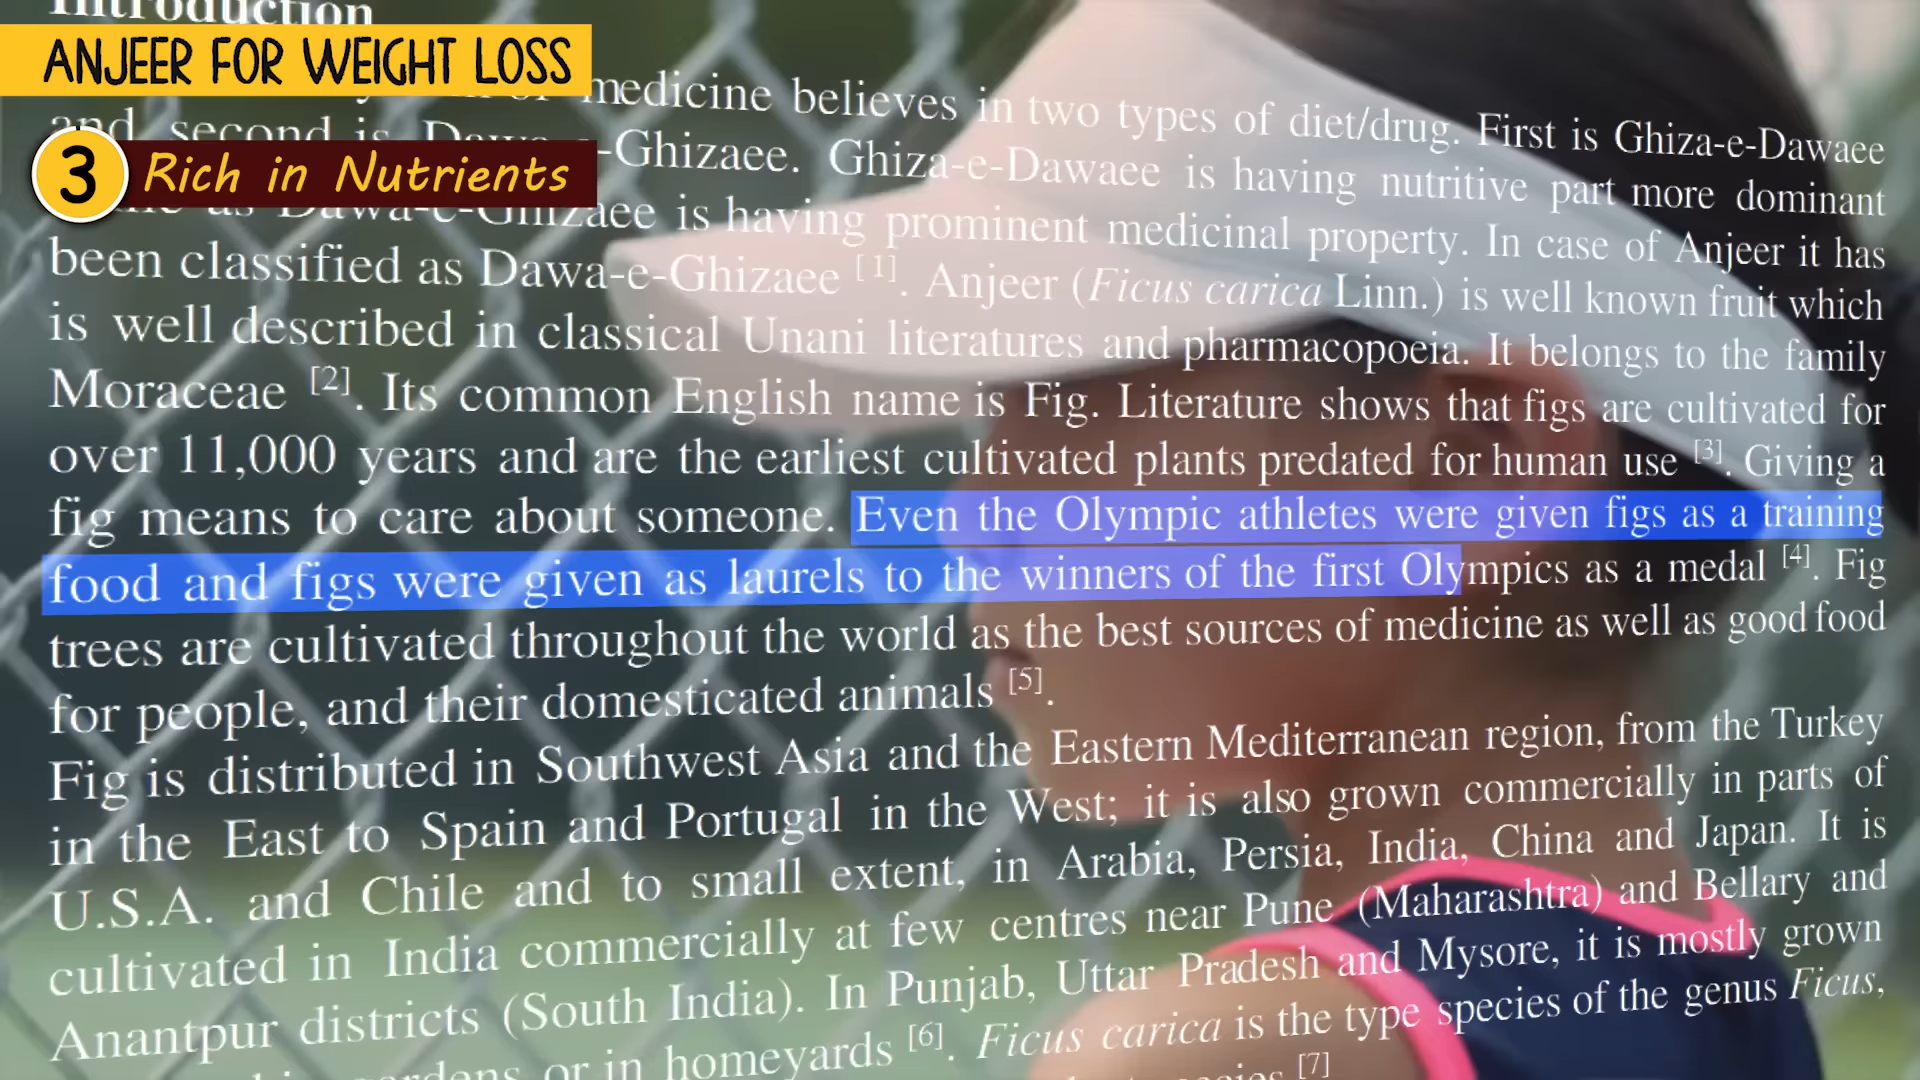 Introduction
ANJEER FOR WEIGHT LOSS
medicine believes in two types of diet/drug. First is Ghiza-e-Dawaee
and second is Dawa-e-Ghizaee. Ghiza-e-Dawaee is having nutritive part more dominant
3 Rich in Nutrients
as Dawa-e-Ghizaee is having prominent medicinal property. In case of Anjeer it has
been classified as Dawa-e-Ghizaee [1]. Anjeer (Ficus carica Linn.) is well known fruit which
is well described in classical Unani literatures and pharmacopoeia. It belongs to the family
Moraceae [2]. Its common English name is Fig. Literature shows that figs are cultivated for
over 11,000 years and are the earliest cultivated plants predated for human use [3]. Giving a
fig means to care about someone. Even the Olympic athletes were given figs as a training
food and figs were given as laurels to the winners of the first Olympics as a medal [4]. Fig
trees are cultivated throughout the world as the best sources of medicine as well as good food
for people, and their domesticated animals [5].
Fig is distributed in Southwest Asia and the Eastern Mediterranean region, from the Turkey
in the East to Spain and Portugal in the West; it is also grown commercially in parts of
U.S.A. and Chile and to small extent, in Arabia, Persia, India, China and Japan. It is
cultivated in India commercially at few centres near Pune (Maharashtra) and Bellary and
Anantpur districts (South India). In Punjab, Uttar Pradesh and Mysore, it is mostly grown
or in homeyards [6]. Ficus carica is the type species of the genus Ficus,
[7]